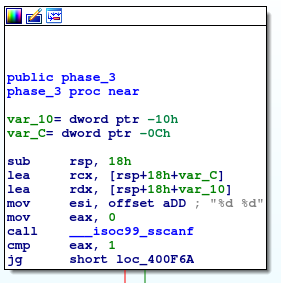 public phase_3
phase_3 proc near
var_10= dword ptr -10h
var_C= dword ptr -0Ch
sub rsp, 18h
lea rcx, [rsp+18h+var_C]
lea rdx, [rsp+18h+var_10]
mov esi, offset aDD ; "%d %d"
mov eax, 0
call ___isoc99_sscanf
cmp eax, 1
jg short loc_400F6A